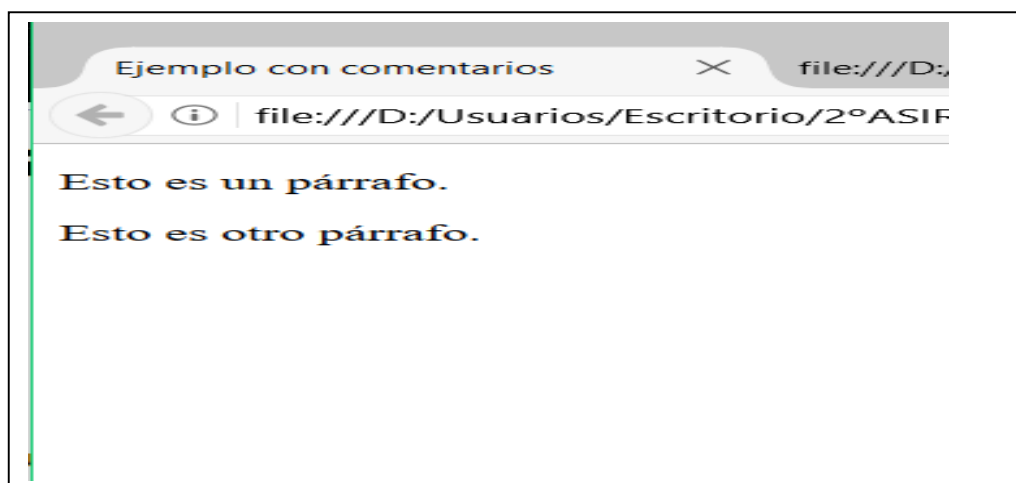 Ejemplo con comentarios file:///D:/
file:///D:/Usuarios/Escritorio/2ºASIR
Esto es un párrafo.
Esto es otro párrafo.